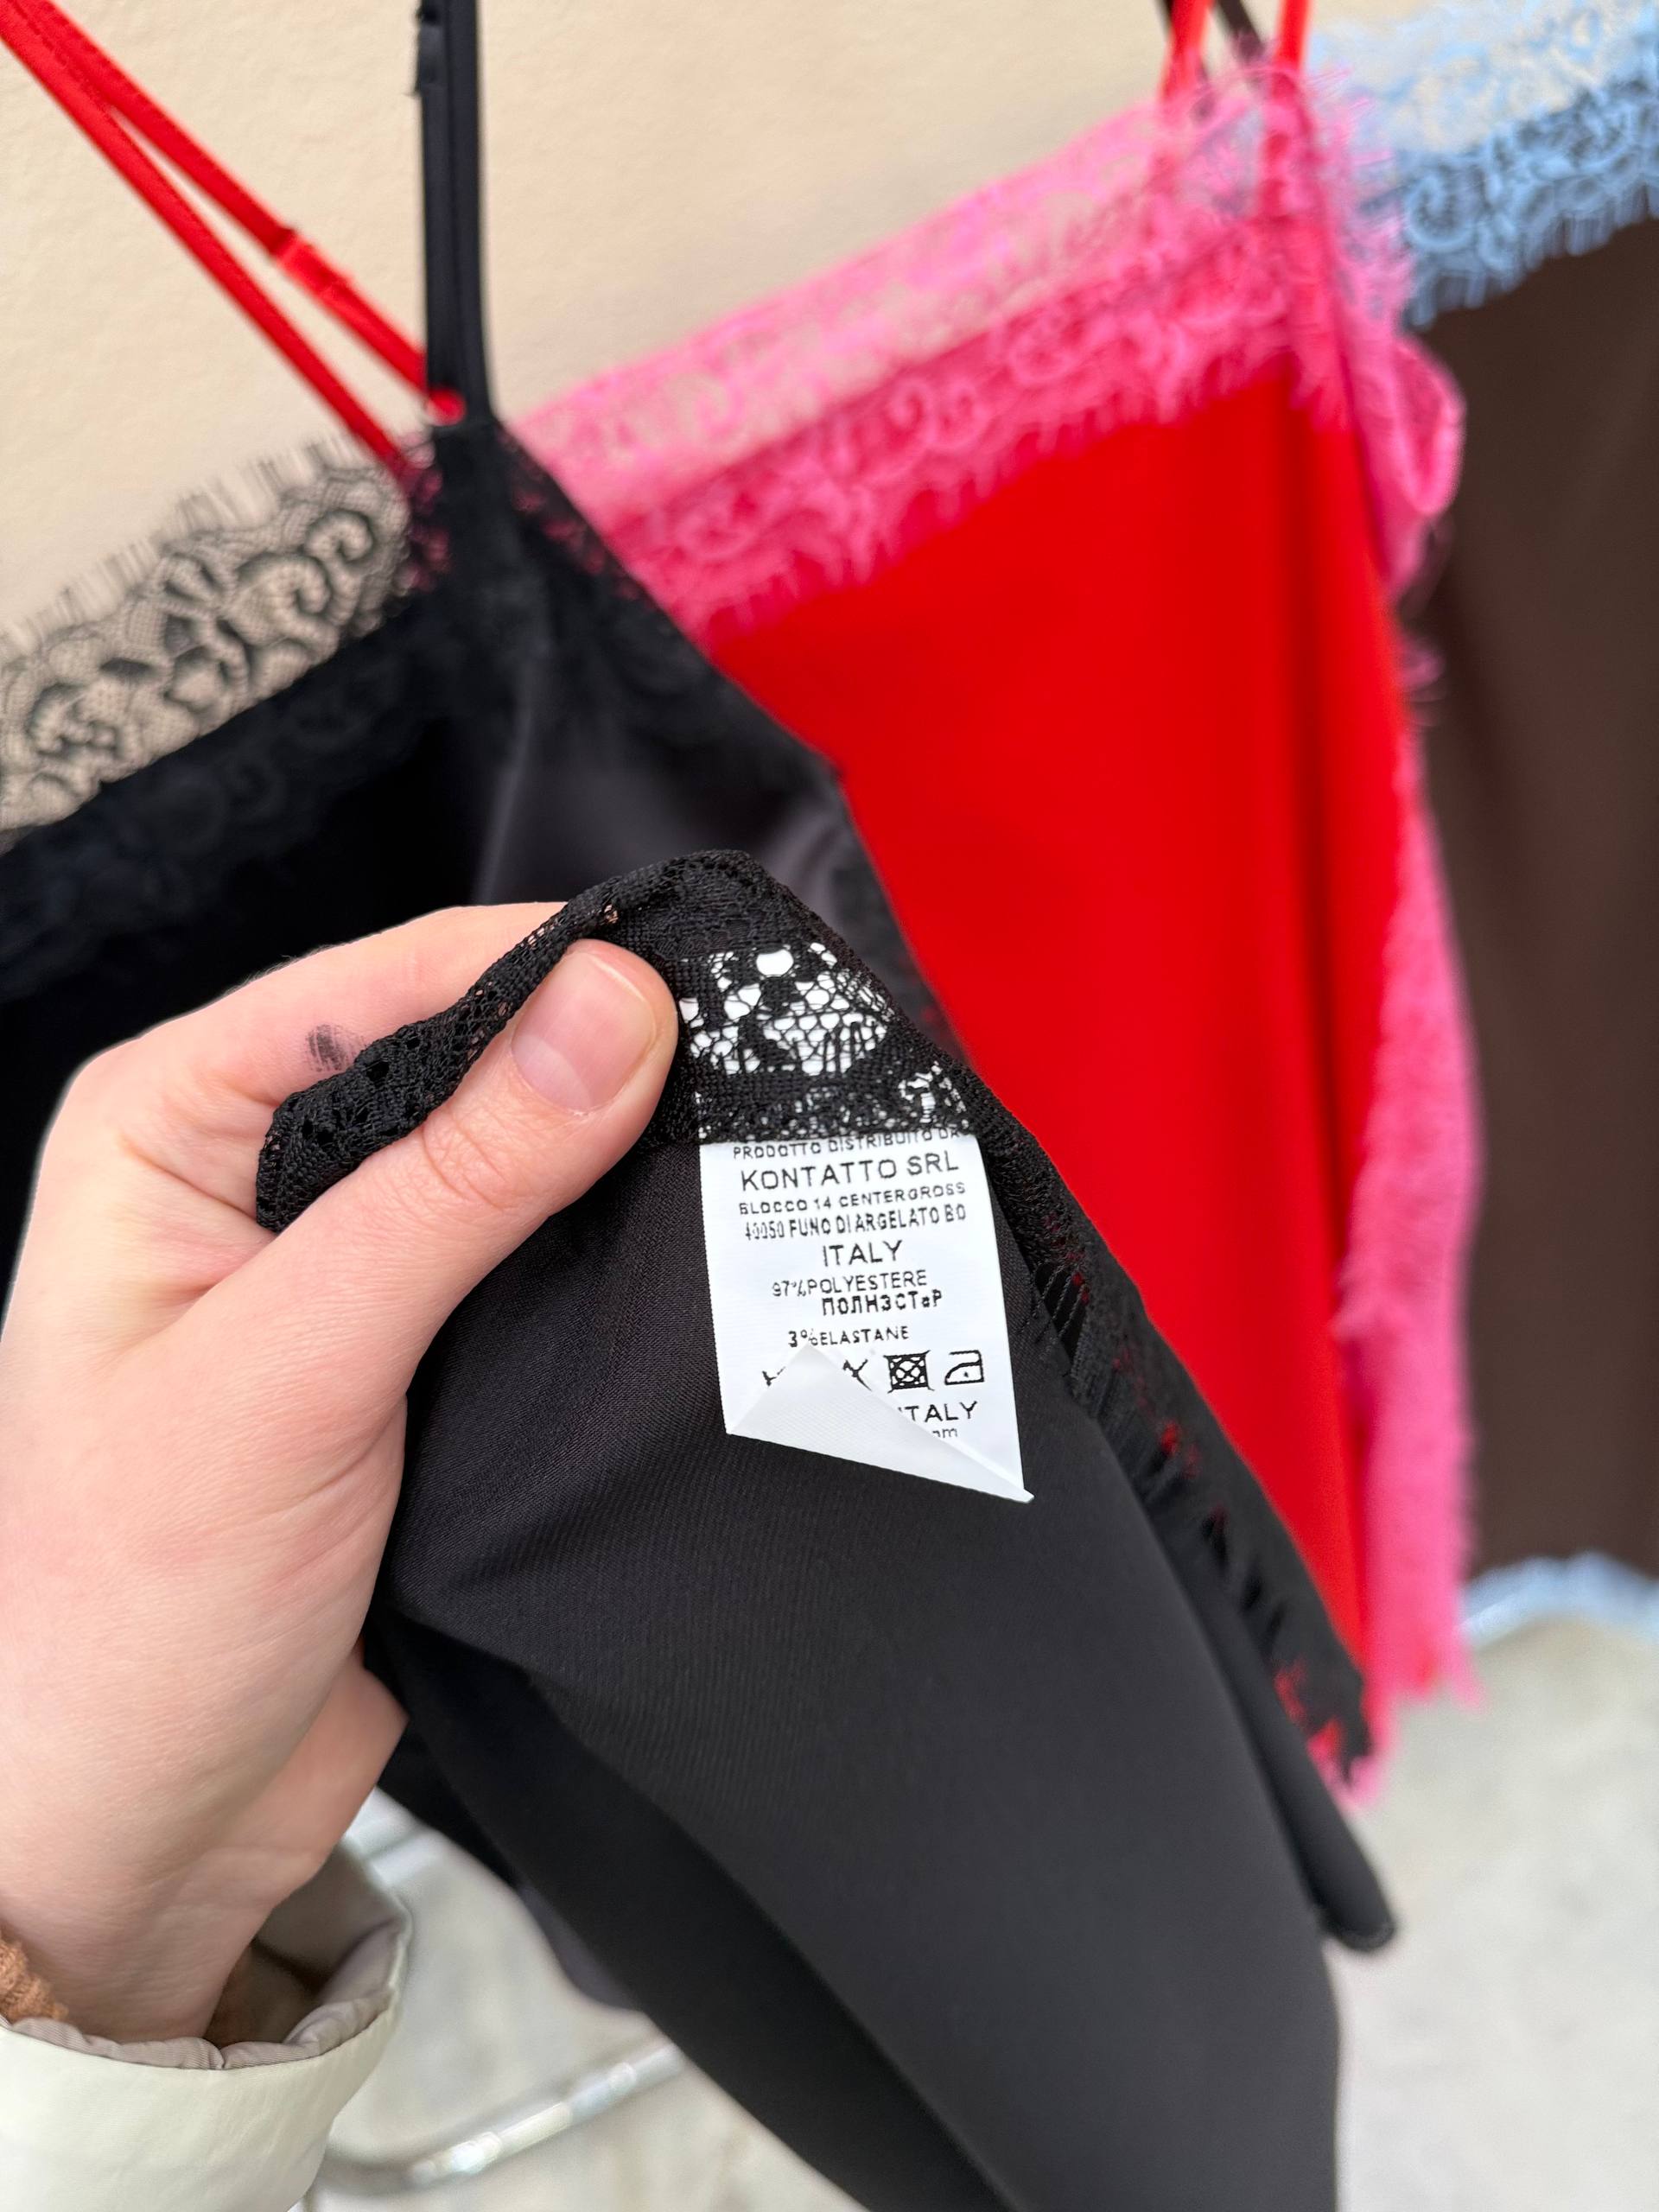 PRODOTTO DISTRIBUITO DA
KONTATTO SRL
BLOCCO 14 CENTERGROSS
40050 FUNO DI ARGELATO BO
ITALY
97%POLYESTERE
ПОЛНЭСТеР
3%ELASTANE
ITALY